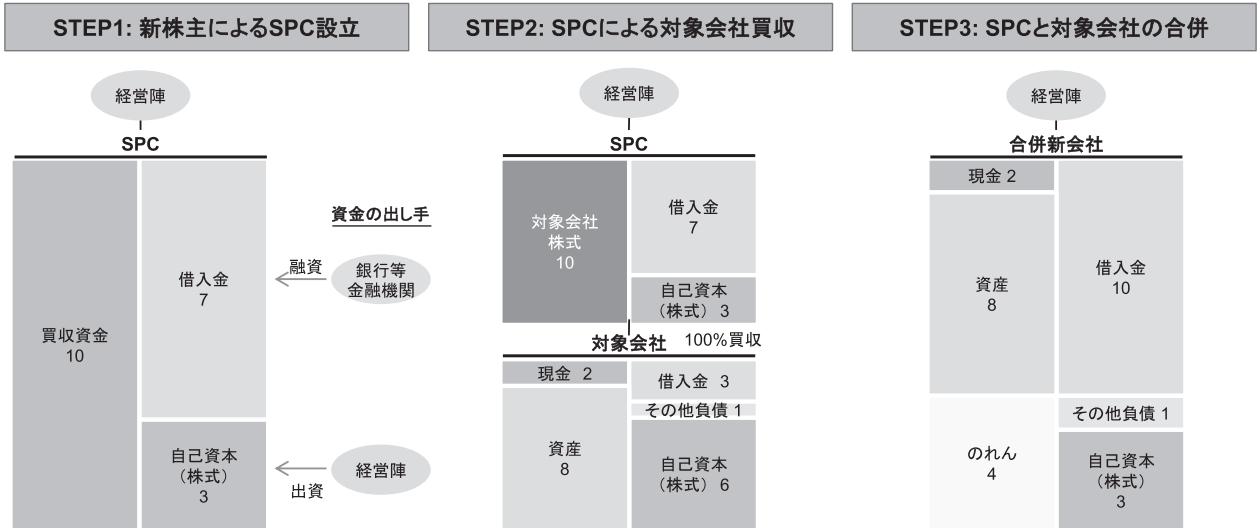 STEP1: 新株主によるSPC設立
経営陣
SPC
買収資金
10
借入金
7
自己資本
（株式）
3
資金の出し手
融資
銀行等
金融機関
出資
経営陣
STEP2: SPCによる対象会社買収
経営陣
SPC
対象会社
株式
10
借入金
7
自己資本
（株式） 3
対象会社 100%買収
現金 2
資産
8
借入金 3
その他負債 1
自己資本
（株式） 6
STEP3: SPCと対象会社の合併
経営陣
合併新会社
現金 2
資産
8
のれん
4
借入金
10
その他負債 1
自己資本
（株式）
3